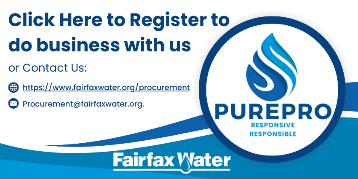 Click Here to Register to
do business with us
or Contact Us:
https://www.fairfaxwater.org/procurement
Procurement@fairfaxwater.org.
PUREPRO
RESPONSIVE
RESPONSIBLE
Fairfax Water